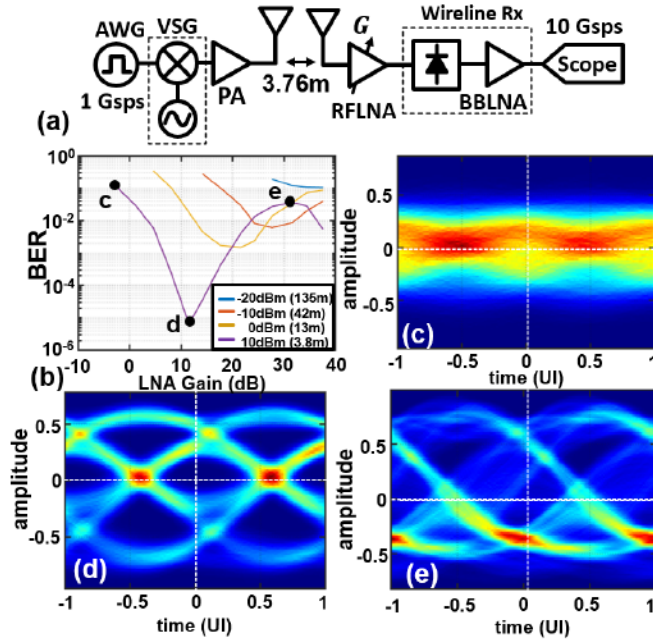 AWG VSG
1 Gsps
PA
3.76m
G
RFLNA
Wireline Rx
BBLNA
10 Gsps
Scope
(a)
10^0
10^-2
10^-4
10^-6
BER
c
d
e
-20dBm (135m)
-10dBm (42m)
0dBm (13m)
10dBm (3.8m)
-10 0 10 20 30 40
LNA Gain (dB)
(b)
amplitude
0.5
0
-0.5
(c)
-1 -0.5 0 0.5 1
time (UI)
amplitude
0.5
0
-0.5
(d)
-1 -0.5 0 0.5 1
time (UI)
amplitude
0.5
0
-0.5
(e)
-1 -0.5 0 0.5 1
time (UI)